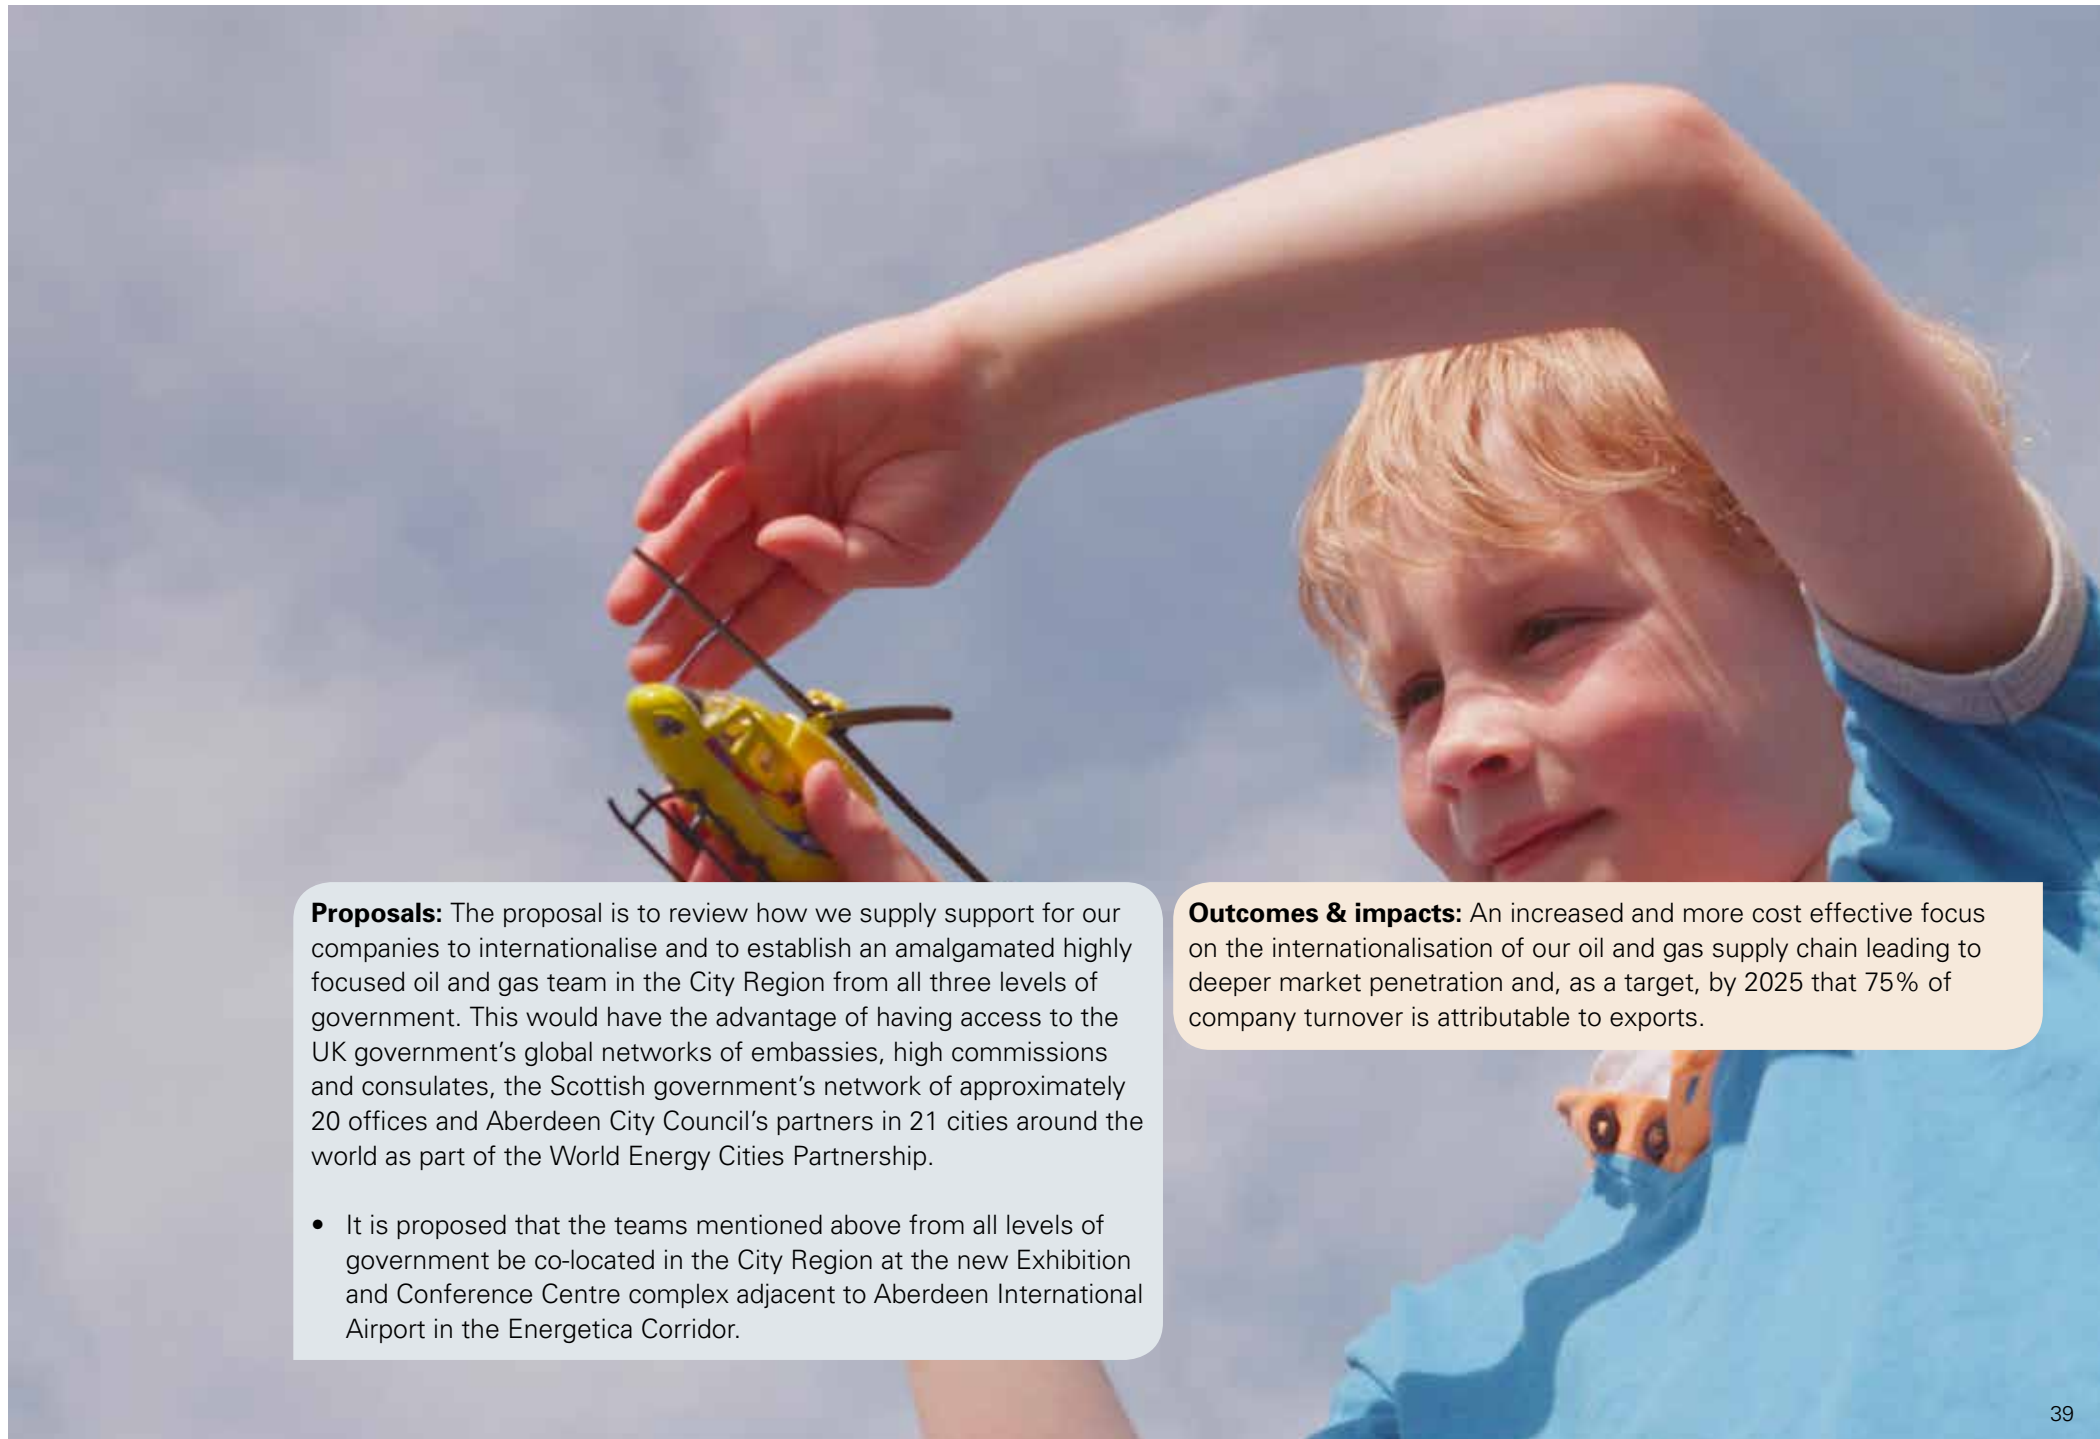 Proposals: The proposal is to review how we supply support for our
companies to internationalise and to establish an amalgamated highly
focused oil and gas team in the City Region from all three levels of
government. This would have the advantage of having access to the
UK government’s global networks of embassies, high commissions
and consulates, the Scottish government’s network of approximately
20 offices and Aberdeen City Council’s partners in 21 cities around the
world as part of the World Energy Cities Partnership.
• It is proposed that the teams mentioned above from all levels of
government be co-located in the City Region at the new Exhibition
and Conference Centre complex adjacent to Aberdeen International
Airport in the Energetica Corridor.
Outcomes & impacts: An increased and more cost effective focus
on the internationalisation of our oil and gas supply chain leading to
deeper market penetration and, as a target, by 2025 that 75% of
company turnover is attributable to exports.
39